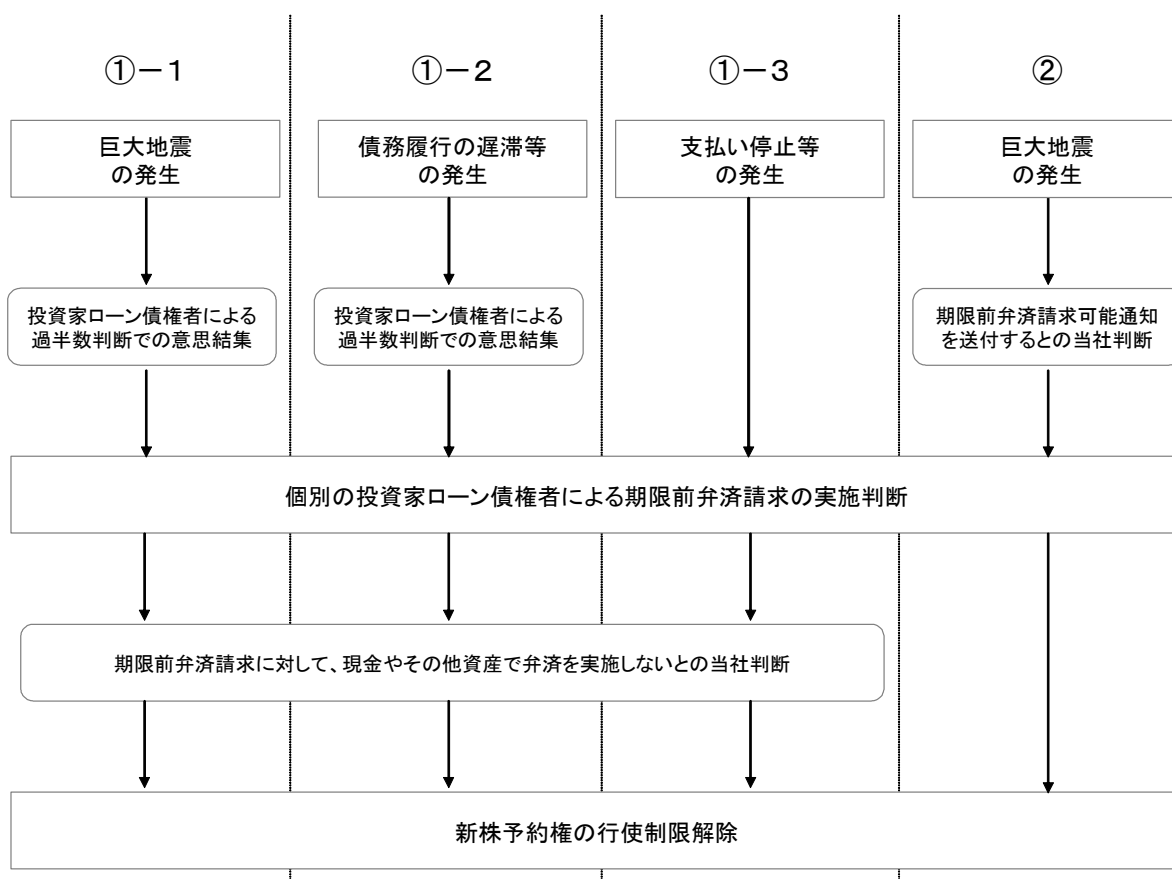 ①－1
①－2
①－3
②
巨大地震
の発生
債務履行の遅滞等
の発生
支払い停止等
の発生
巨大地震
の発生
投資家ローン債権者による
過半数判断での意思結集
投資家ローン債権者による
過半数判断での意思結集
期限前弁済請求可能通知
を送付するとの当社判断
個別の投資家ローン債権者による期限前弁済請求の実施判断
期限前弁済請求に対して、現金やその他資産で弁済を実施しないとの当社判断
新株予約権の行使制限解除